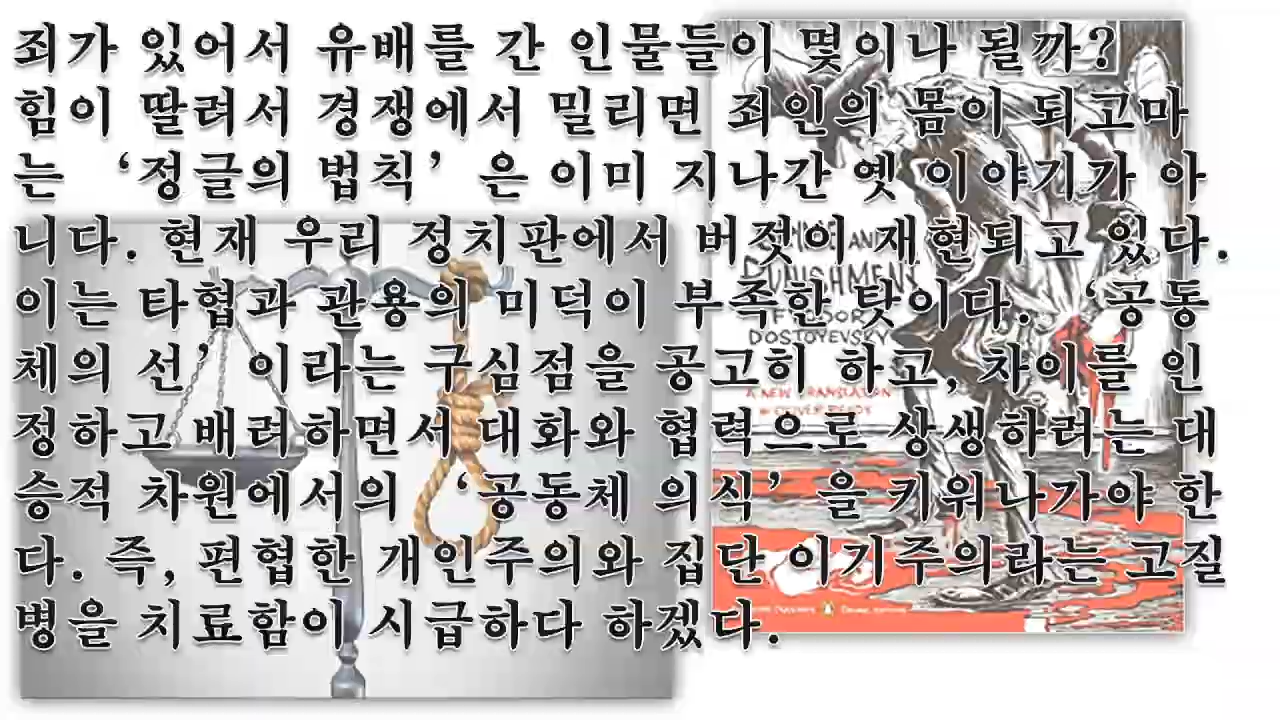 죄가 있어서 유배를 간 인물들이 몇이나 될까?
힘이 딸려서 경쟁에서 밀리면 죄인의 몸이 되고마
는 ‘정글의 법칙’ 은 이미 지나간 옛 이야기가 아
니다. 현재 우리 정치판에서 버젓이 재현되고 있다.
이는 타협과 관용의 미덕이 부족한 탓이다. ‘공동
체의 선’ 이라는 구심점을 공고히 하고, 차이를 인
정하고 배려하면서 대화와 협력으로 상생하려는 대
승적 차원에서의 ‘공동체 의식’ 을 키워나가야 한
다. 즉, 편협한 개인주의와 집단 이기주의라는 고질
병을 치료함이 시급하다 하겠다.
AND
PUNISHMENT
DOSTOYEVSKY
A NEW TRANSLATION